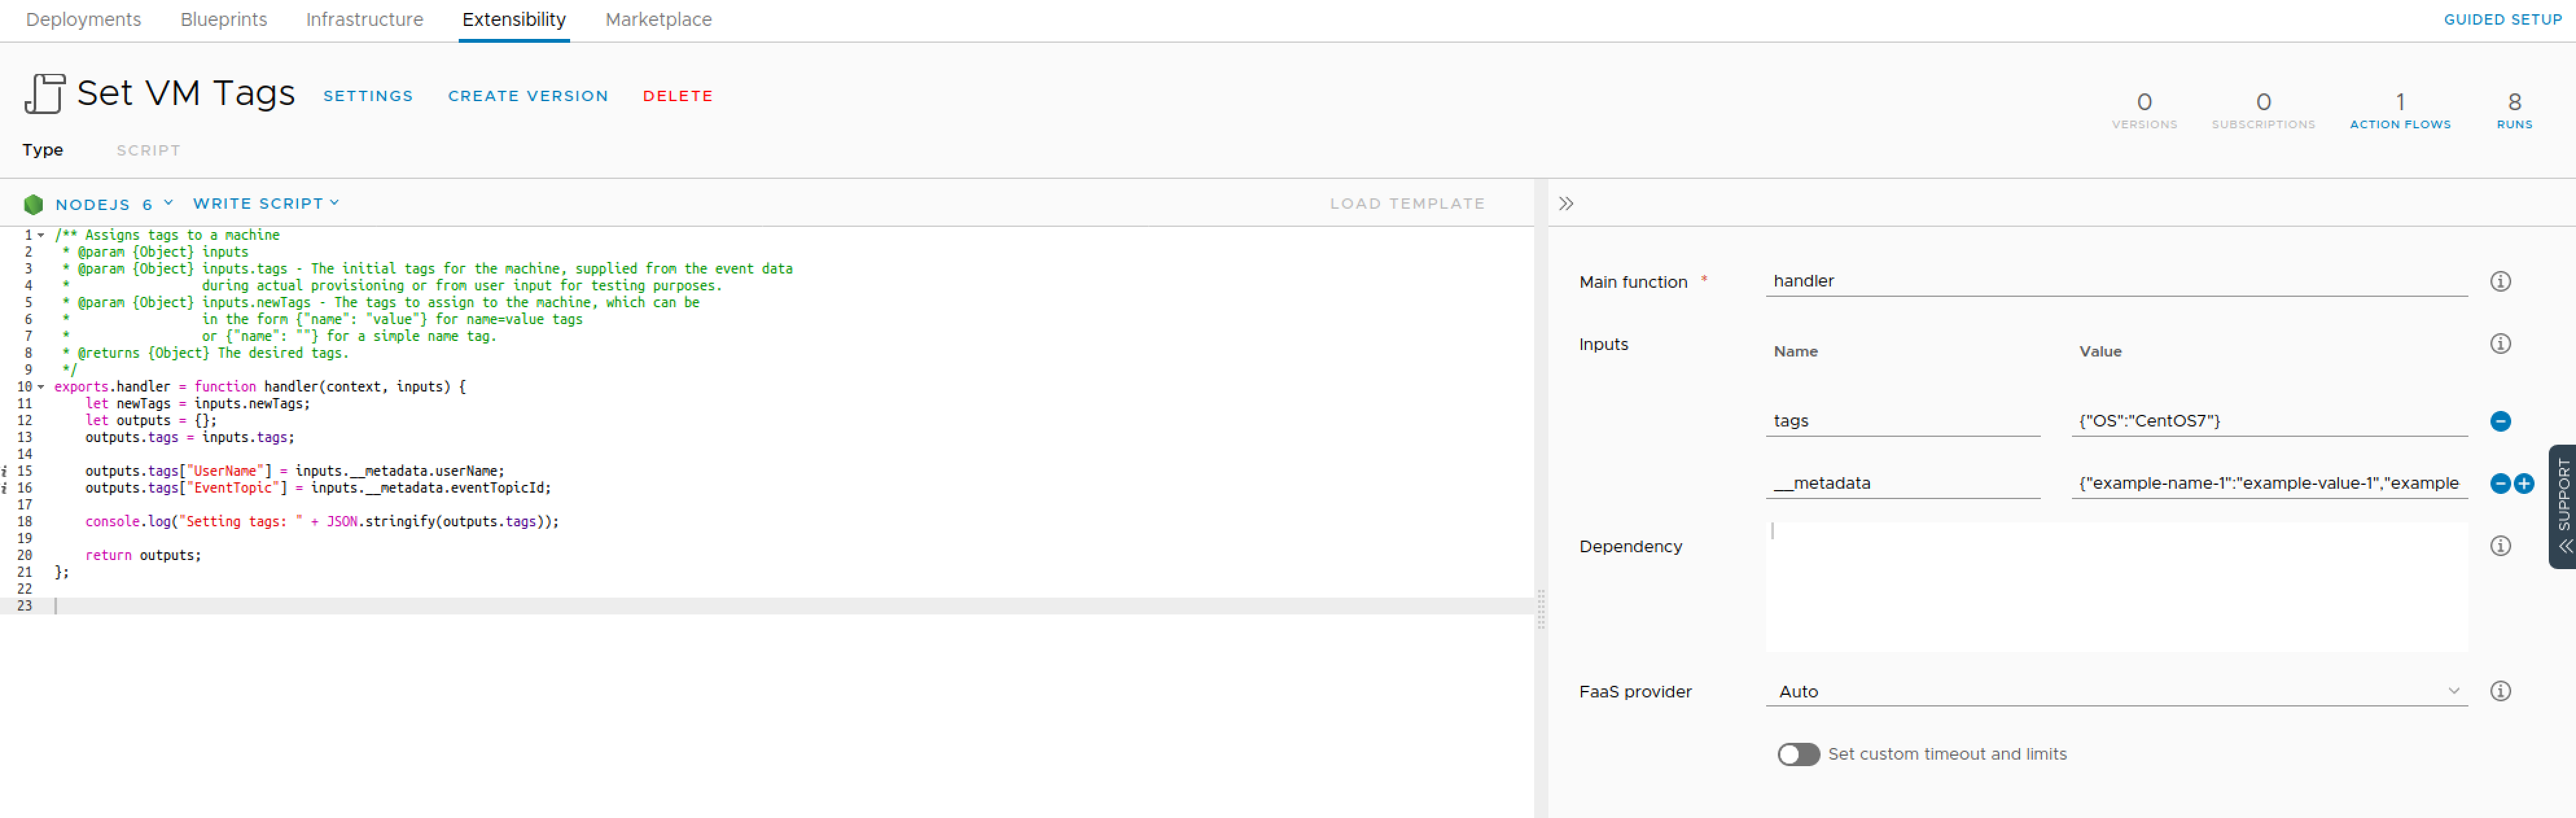 Deployments Blueprints Infrastructure Extensibility Marketplace GUIDED SETUP
Set VM Tags SETTINGS CREATE VERSION DELETE
0 0 1 8
VERSIONS SUBSCRIPTIONS ACTION FLOWS RUNS
Type SCRIPT
NODEJS 6 WRITE SCRIPT LOAD TEMPLATE
1 /** Assigns tags to a machine
2 * @param {Object} inputs
3 * @param {Object} inputs.tags - The initial tags for the machine, supplied from the event data
4 * during actual provisioning or from user input for testing purposes.
5 * @param {Object} inputs.newTags - The tags to assign to the machine, which can be
6 * in the form {"name": "value"} for name=value tags
7 * or {"name": ""} for a simple name tag.
8 * @returns {Object} The desired tags.
9 */
10 exports.handler = function handler(context, inputs) {
11 let newTags = inputs.newTags;
12 let outputs = {};
13 outputs.tags = inputs.tags;
14
15 outputs.tags["UserName"] = inputs.__metadata.userName;
16 outputs.tags["EventTopic"] = inputs.__metadata.eventTopicId;
17
18 console.log("Setting tags: " + JSON.stringify(outputs.tags));
19
20 return outputs;
21 };
22
23
Main function * handler
Inputs
Name Value
tags {"OS":"CentOS7"}
__metadata {"example-name-1":"example-value-1","example
Dependency
FaaS provider Auto
Set custom timeout and limits
SUPPORT